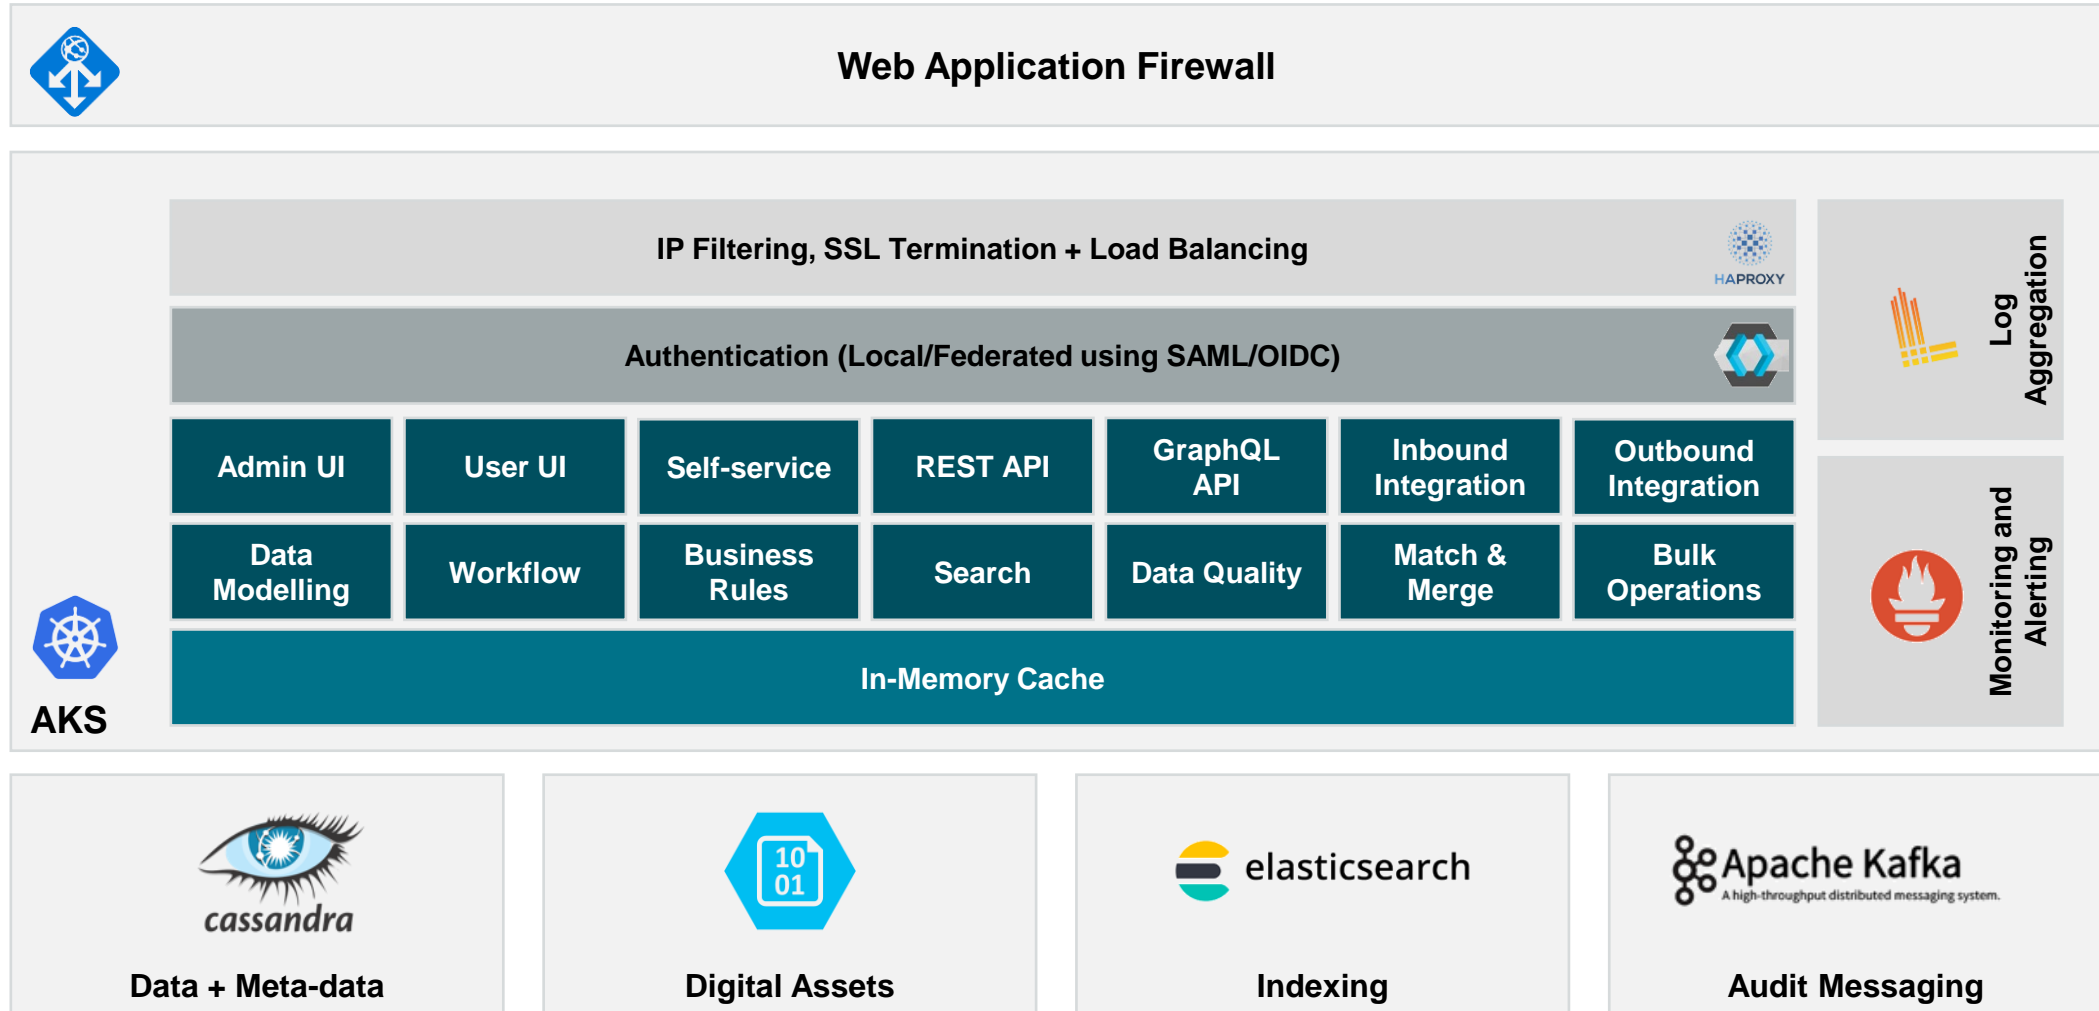 Web Application Firewall
IP Filtering, SSL Termination + Load Balancing
HAPROXY
Authentication (Local/Federated using SAML/OIDC)
Admin UI
User UI
Self-service
REST API
GraphQL
API
Inbound
Integration
Outbound
Integration
Data
Modelling
Workflow
Business
Rules
Search
Data Quality
Match &
Merge
Bulk
Operations
In-Memory Cache
Log
Aggregation
Monitoring and
Alerting
AKS
cassandra
Data + Meta-data
10
01
Digital Assets
elasticsearch
Indexing
Apache Kafka
A high-throughput distributed messaging system.
Audit Messaging